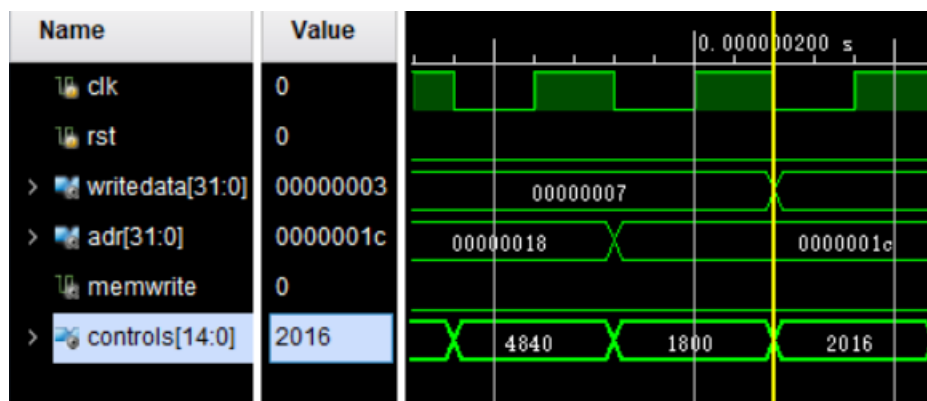 Name Value
0.000000200 s
clk 0
rst 0
writedata[31:0] 00000003 00000007
adr[31:0] 0000001c 00000018 0000001c
memwrite 0
controls[14:0] 2016 4840 1800 2016